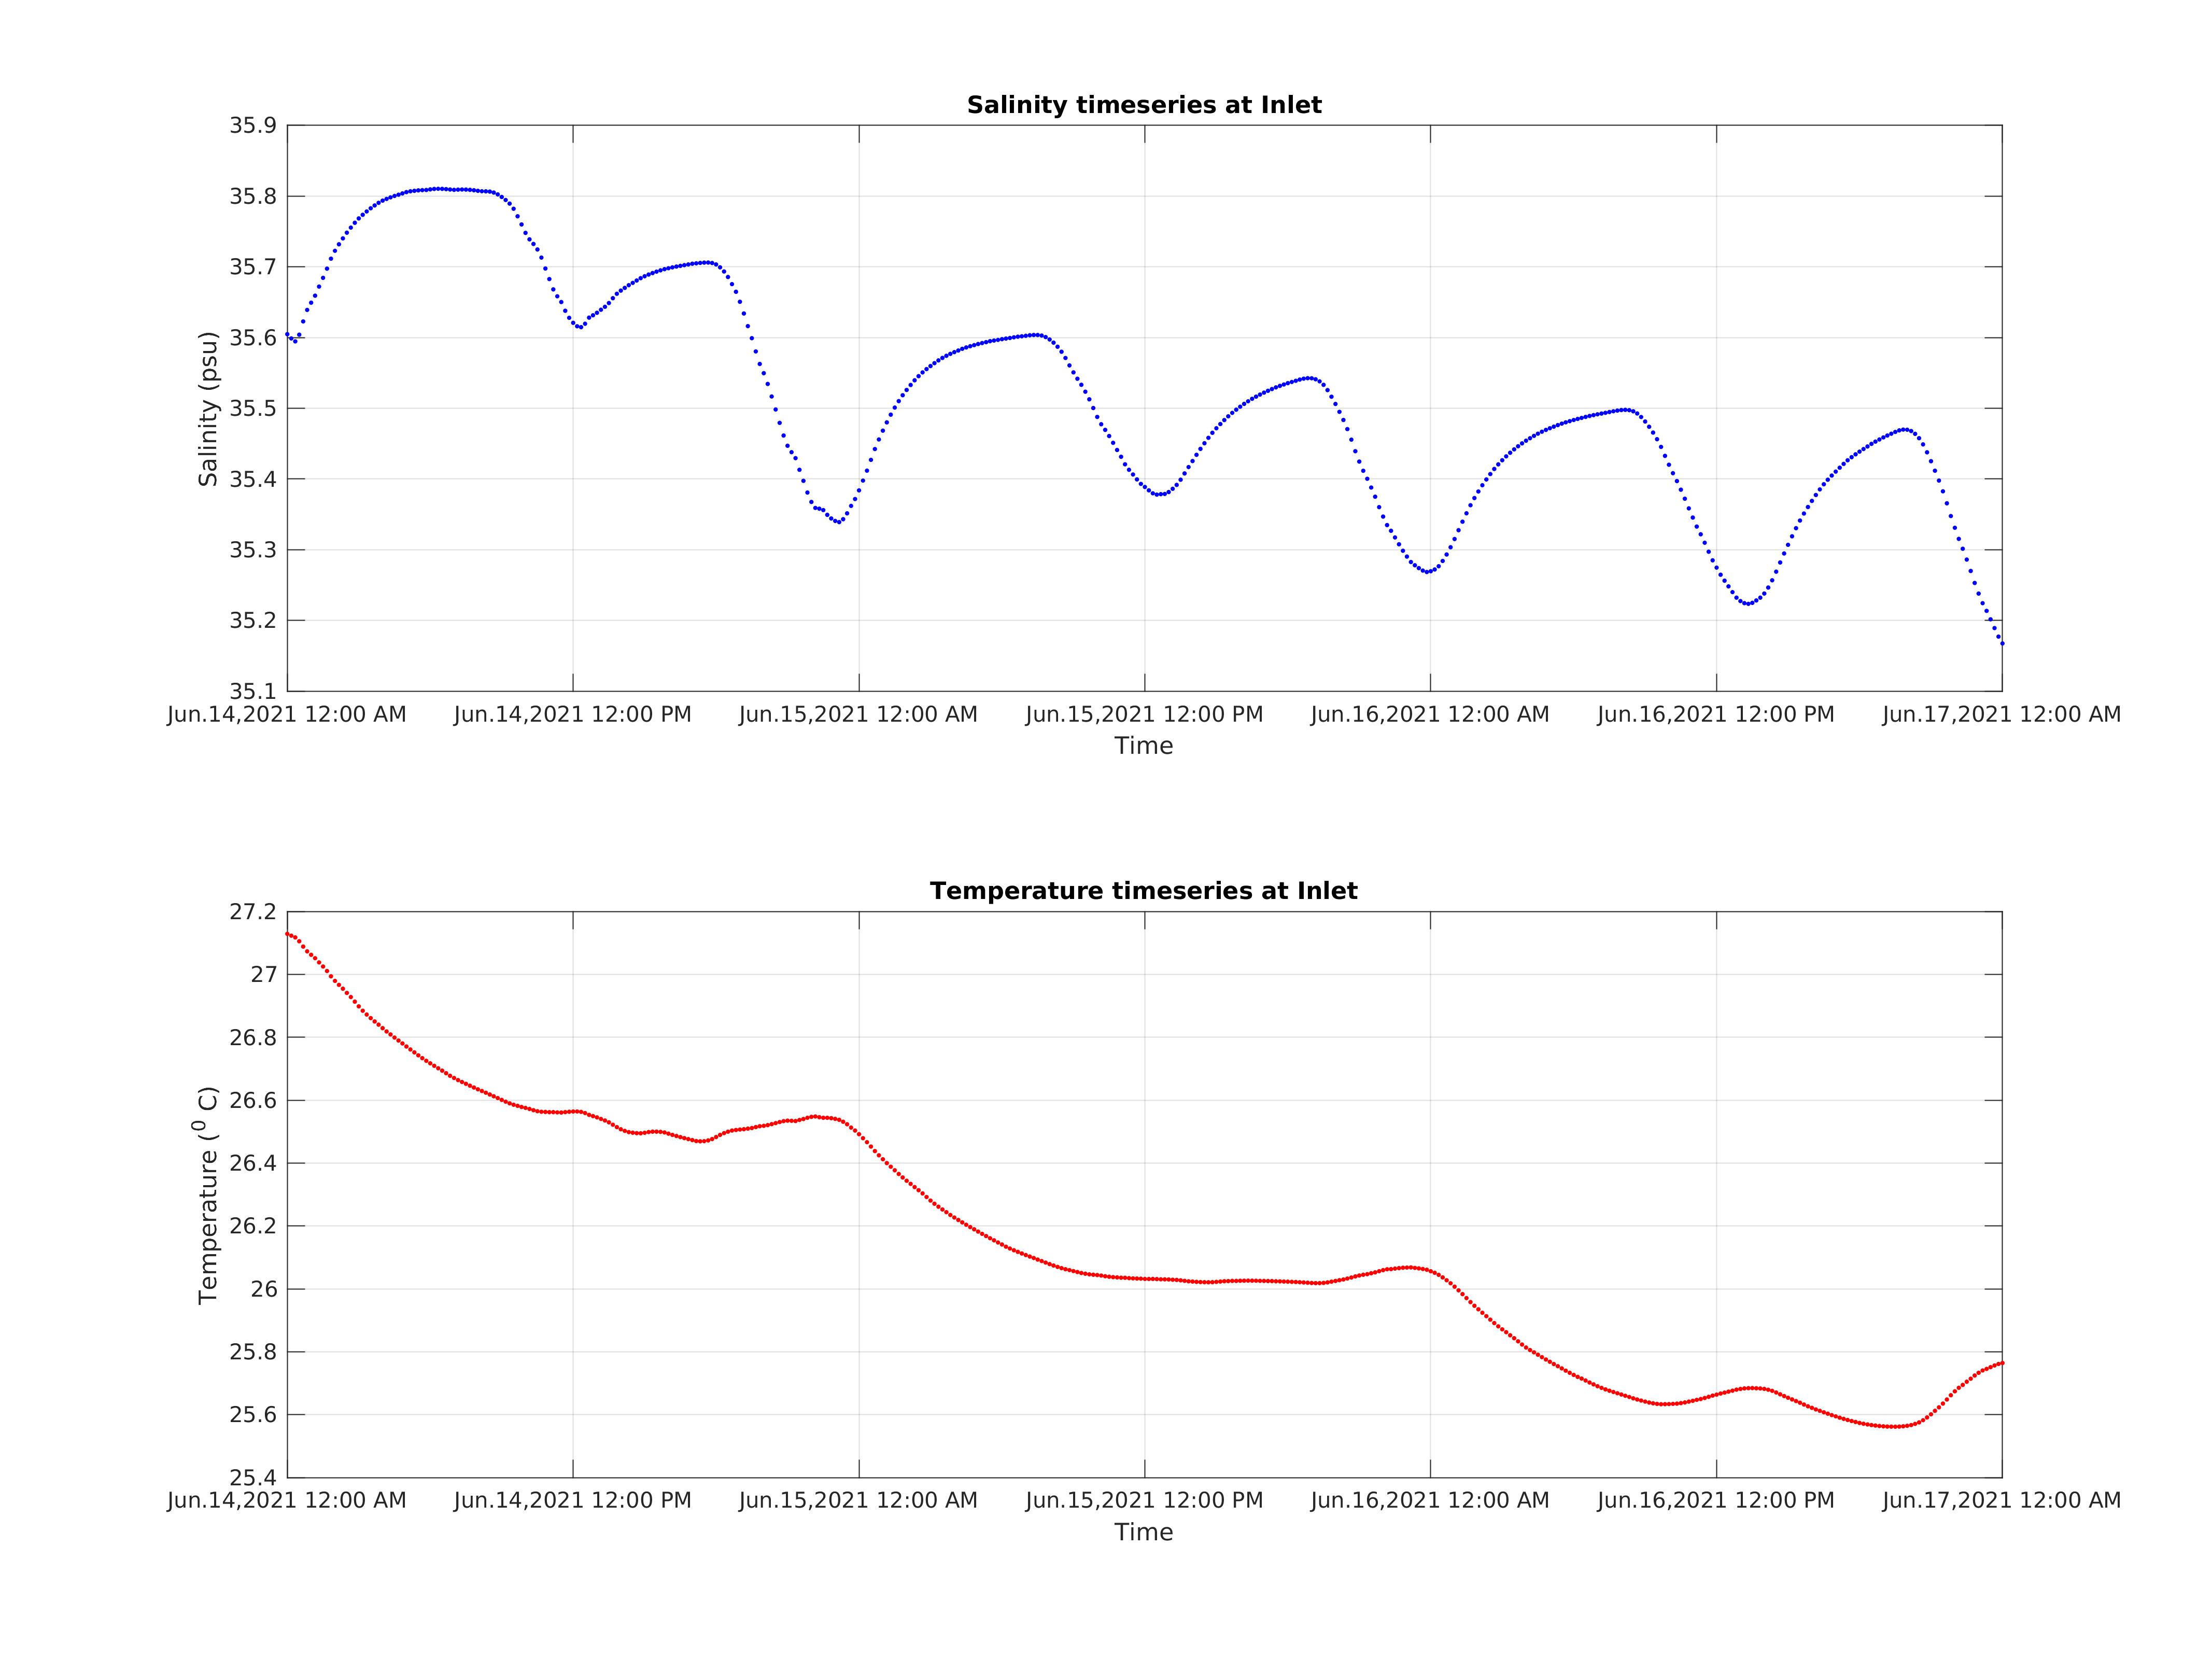 Salinity timeseries at Inlet
Salinity (psu)
35.9
35.8
35.7
35.6
35.5
35.4
35.3
35.2
35.1
Jun.14,2021 12:00 AM Jun.14,2021 12:00 PM Jun.15,2021 12:00 AM Jun.15,2021 12:00 PM Jun.16,2021 12:00 AM Jun.16,2021 12:00 PM Jun.17,2021 12:00 AM
Time
Temperature timeseries at Inlet
Temperature (⁰ C)
27.2
27
26.8
26.6
26.4
26.2
26
25.8
25.6
25.4
Jun.14,2021 12:00 AM Jun.14,2021 12:00 PM Jun.15,2021 12:00 AM Jun.15,2021 12:00 PM Jun.16,2021 12:00 AM Jun.16,2021 12:00 PM Jun.17,2021 12:00 AM
Time